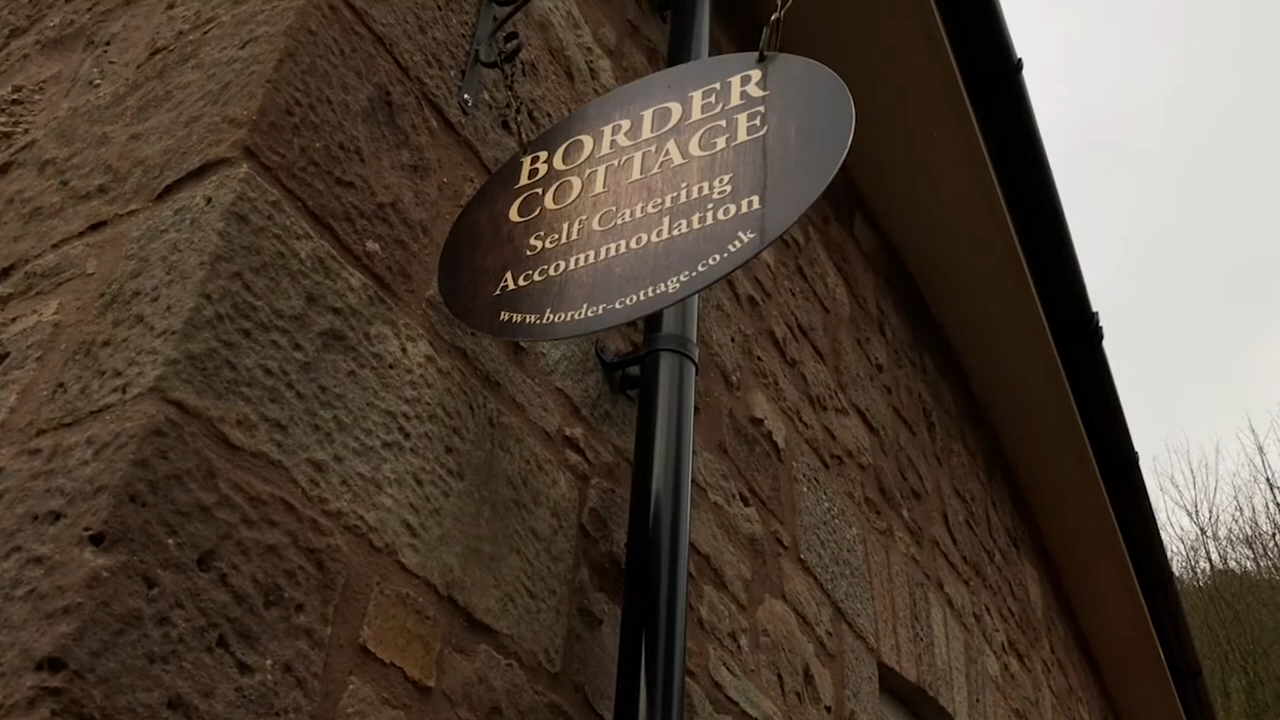 BORDER
COTTAGE
Self Catering
Accommodation
www.border-cottage.co.uk